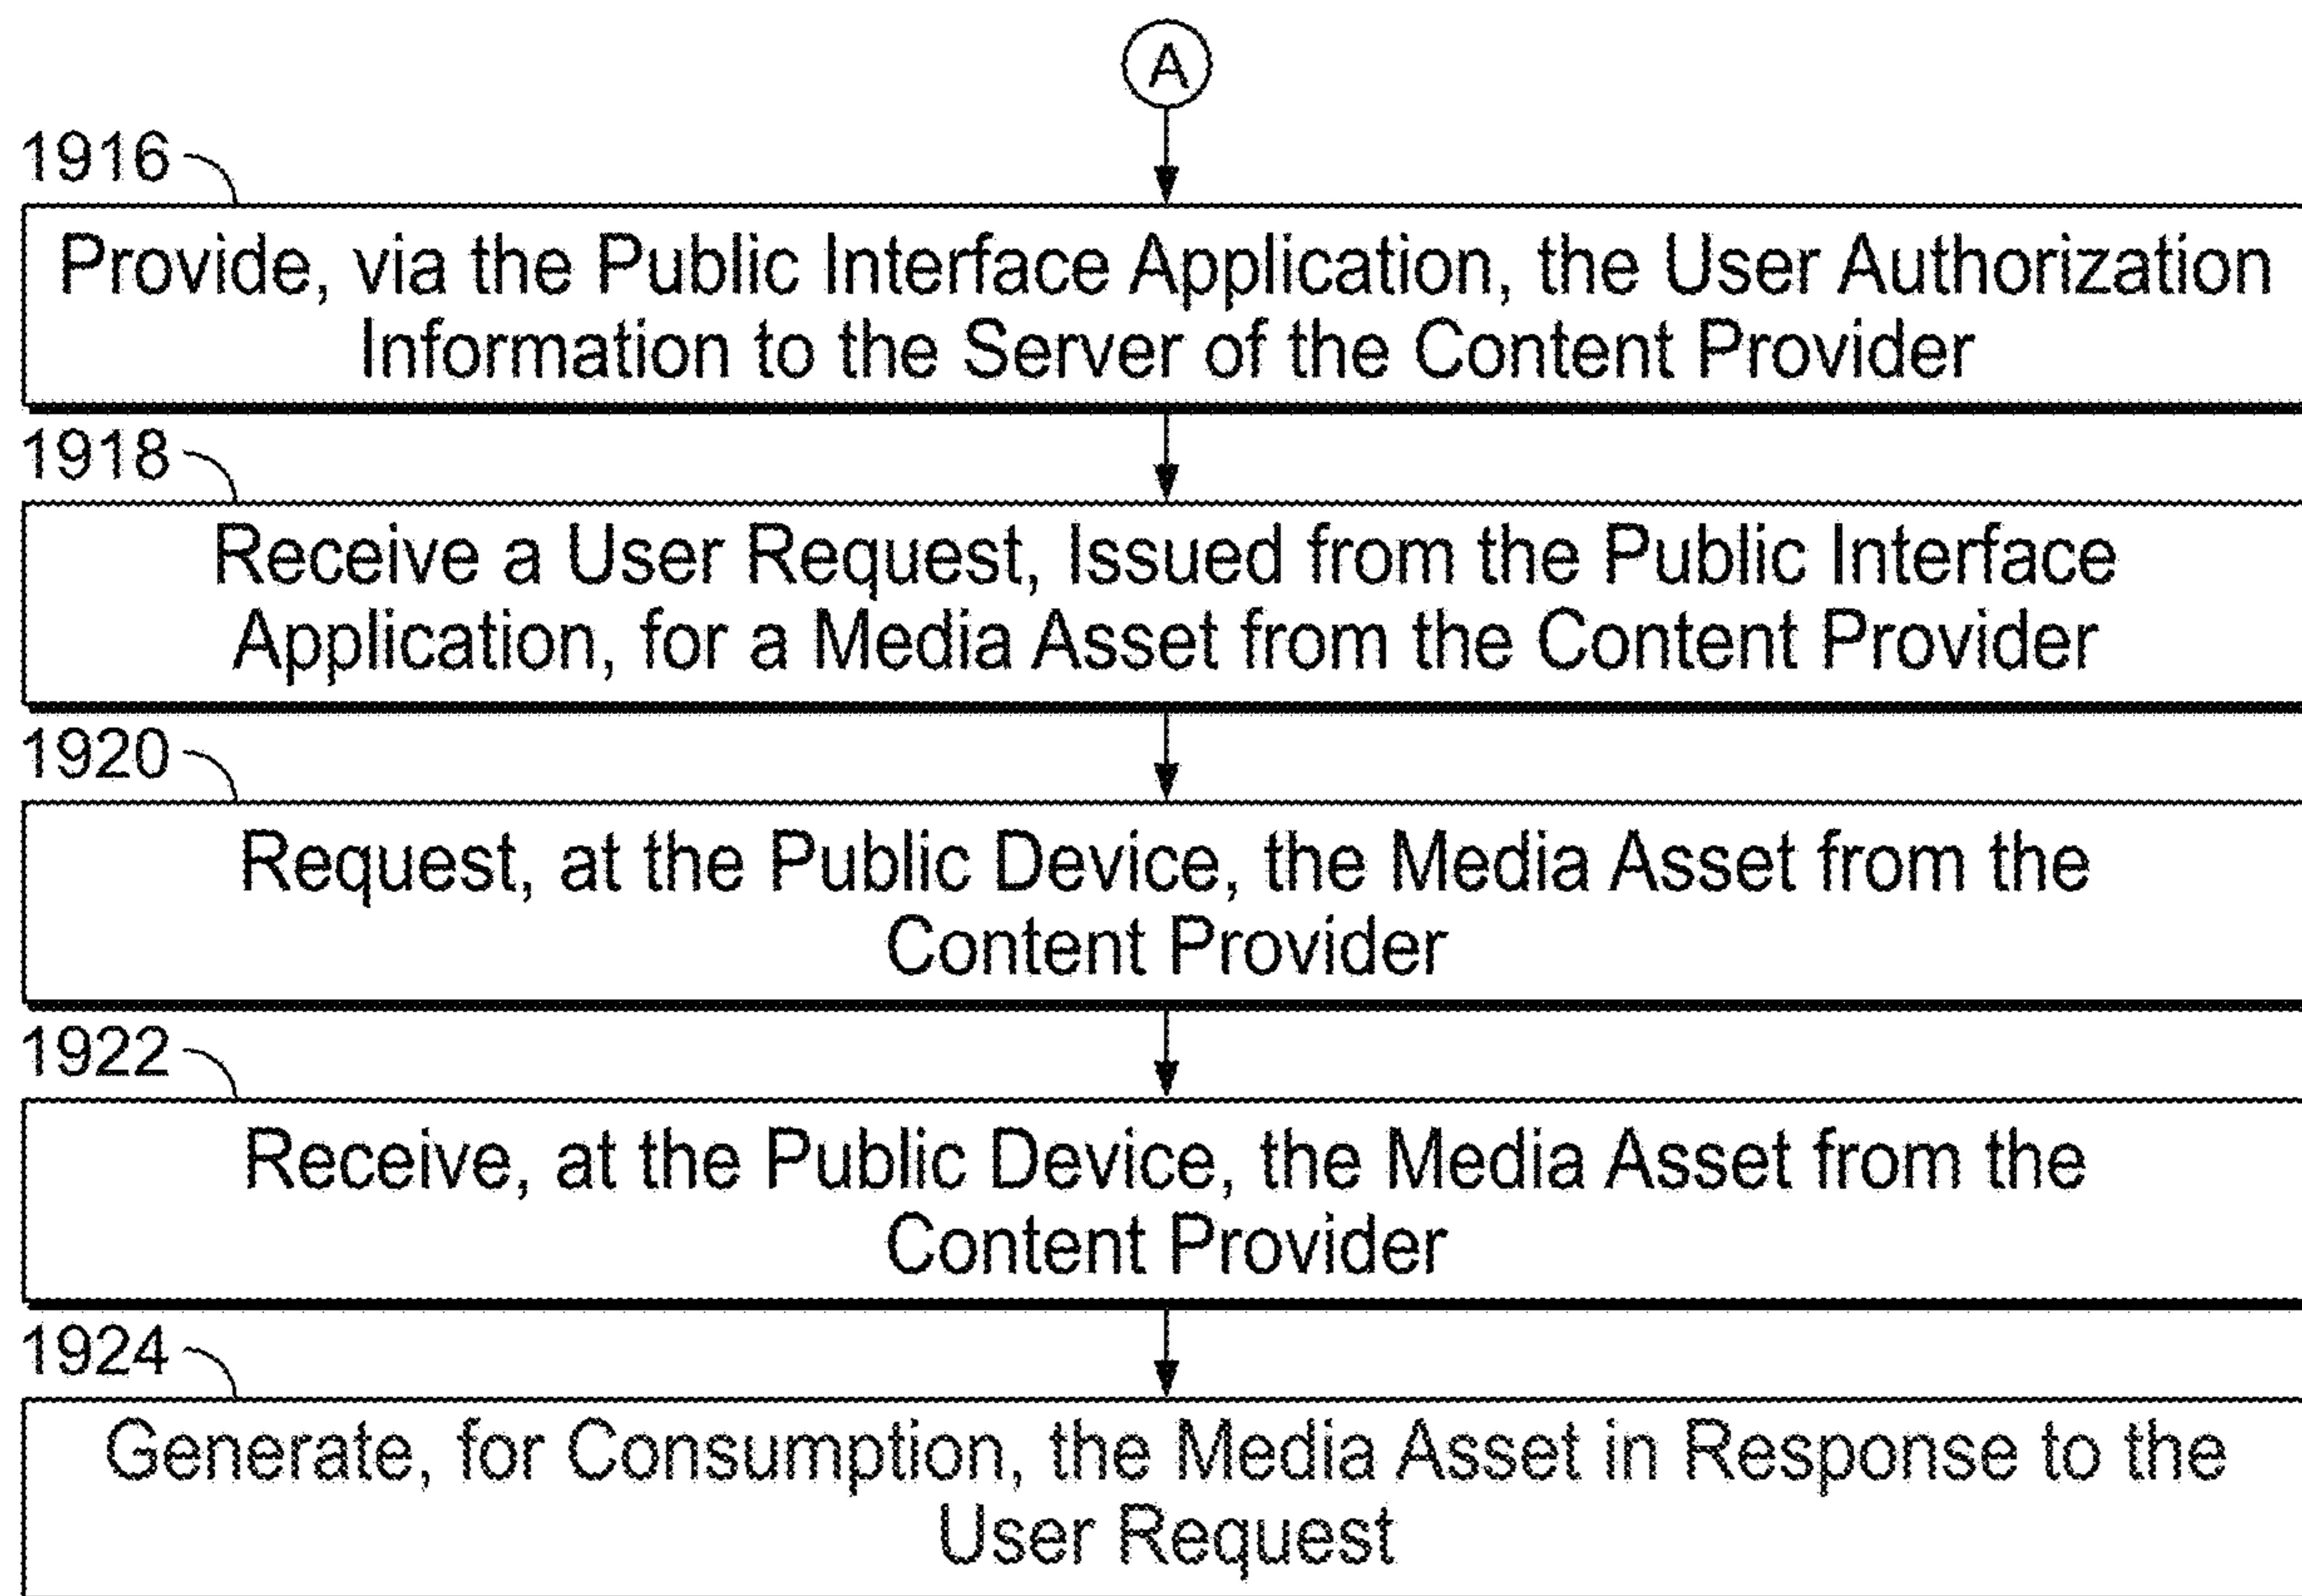 A
1916
Provide, via the Public Interface Application, the User Authorization
Information to the Server of the Content Provider
1918
Receive a User Request, Issued from the Public Interface
Application, for a Media Asset from the Content Provider
1920
Request, at the Public Device, the Media Asset from the
Content Provider
1922
Receive, at the Public Device, the Media Asset from the
Content Provider
1924
Generate, for Consumption, the Media Asset in Response to the
User Request